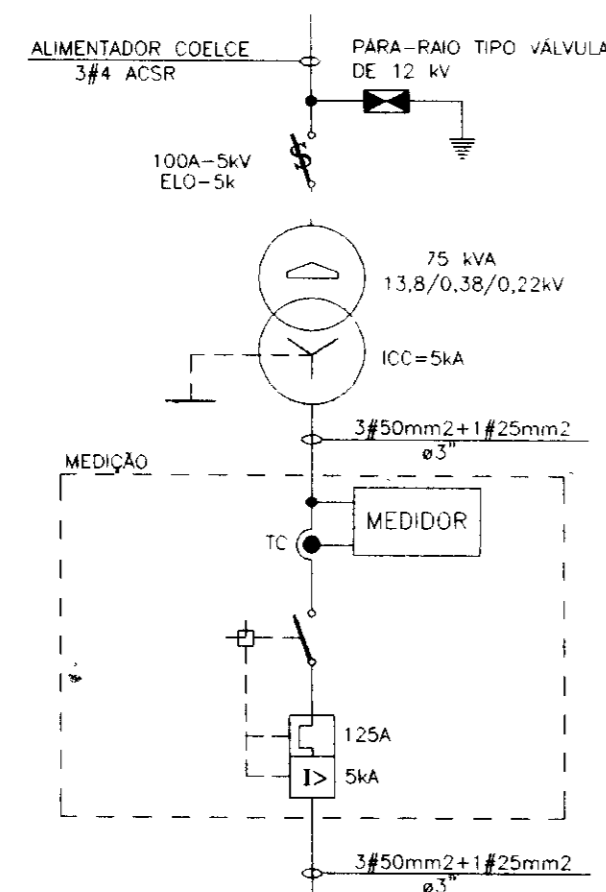 ALIMENTADOR COELCE
3#4 ACSR
PÁRA-RAIO TIPO VÁLVULA
DE 12 kV
100A-5kV
ELO-5k
75 kVA
13,8/0,38/0,22kV
ICC=5kA
3#50mm2+1#25mm2
ø3"
MEDIÇÃO
MEDIDOR
TC
125A
I> 5kA
3#50mm2+1#25mm2
ø3"